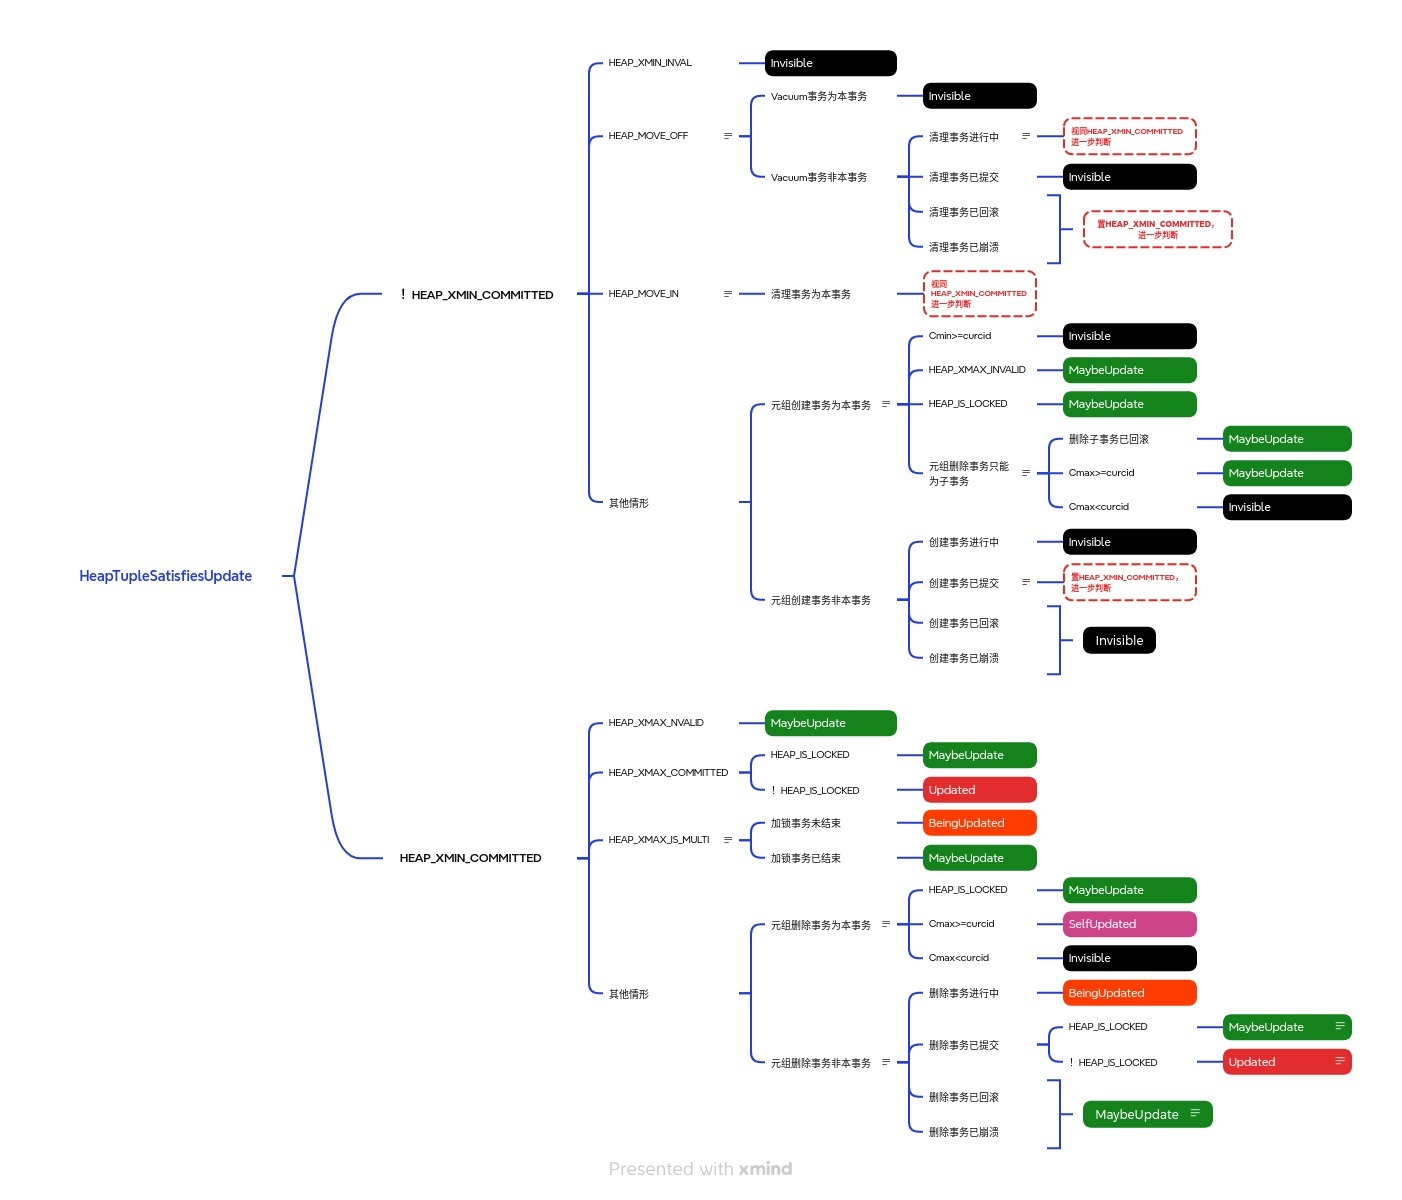 HeapTupleSatisfiesUpdate
！HEAP_XMIN_COMMITTED
HEAP_XMIN_INVAL
Invisible
HEAP_MOVE_OFF
Vacuum事务为本事务
Invisible
Vacuum事务非本事务
清理事务进行中
视同HEAP_XMIN_COMMITTED
进一步判断
清理事务已提交
Invisible
清理事务已回滚
清理事务已崩溃
置HEAP_XMIN_COMMITTED，
进一步判断
HEAP_MOVE_IN
清理事务为本事务
视同
HEAP_XMIN_COMMITTED
进一步判断
其他情形
元组创建事务为本事务
Cmin>=curcid
Invisible
HEAP_XMAX_INVALID
MaybeUpdate
HEAP_IS_LOCKED
MaybeUpdate
元组删除事务只能
为子事务
删除子事务已回滚
MaybeUpdate
Cmax>=curcid
MaybeUpdate
Cmax<curcid
Invisible
元组创建事务非本事务
创建事务进行中
Invisible
创建事务已提交
置HEAP_XMIN_COMMITTED，
进一步判断
创建事务已回滚
创建事务已崩溃
Invisible
HEAP_XMIN_COMMITTED
HEAP_XMAX_NVALID
MaybeUpdate
HEAP_XMAX_COMMITTED
HEAP_IS_LOCKED
MaybeUpdate
！HEAP_IS_LOCKED
Updated
HEAP_XMAX_IS_MULTI
加锁事务未结束
BeingUpdated
加锁事务已结束
MaybeUpdate
其他情形
元组删除事务为本事务
HEAP_IS_LOCKED
MaybeUpdate
Cmax>=curcid
SelfUpdated
Cmax<curcid
Invisible
元组删除事务非本事务
删除事务进行中
BeingUpdated
删除事务已提交
HEAP_IS_LOCKED
MaybeUpdate
！HEAP_IS_LOCKED
Updated
删除事务已回滚
删除事务已崩溃
MaybeUpdate
Presented with xmind